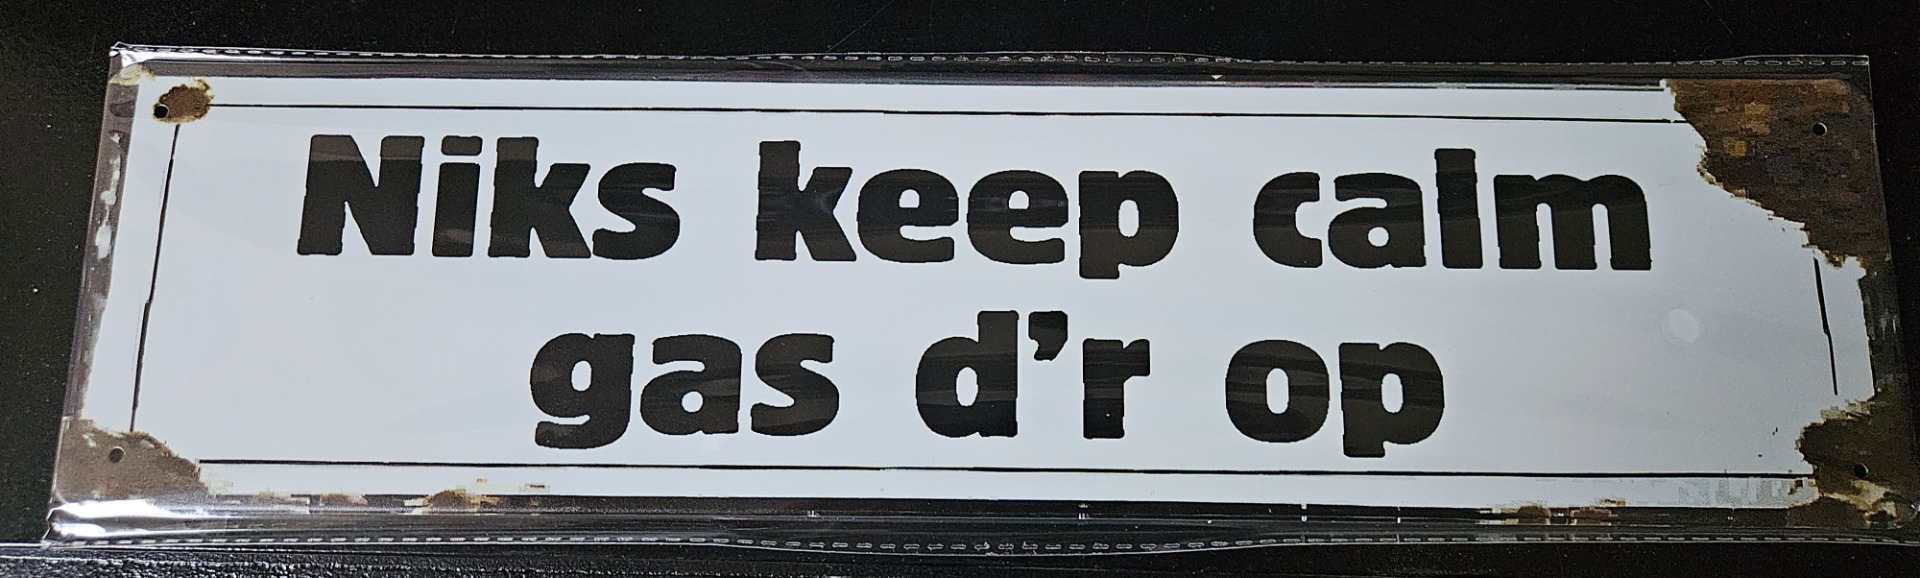 Niks keep calm
gas d’r op